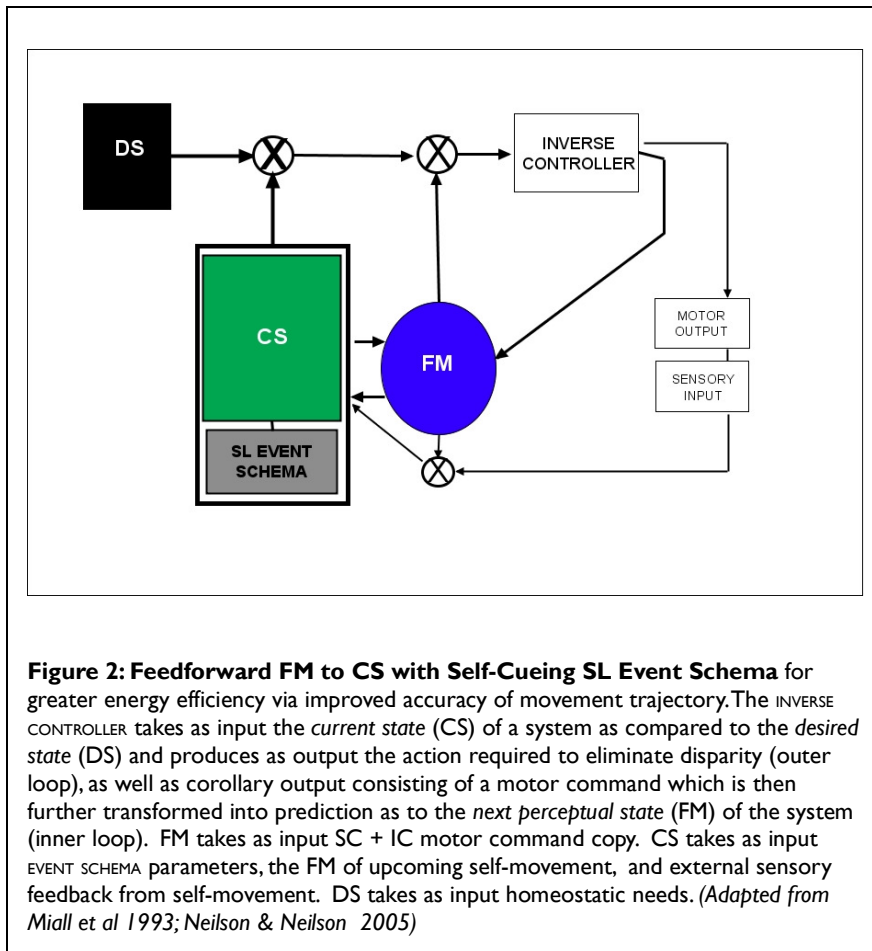 DS
X
X
INVERSE
CONTROLLER
CS
FM
MOTOR
OUTPUT
SENSORY
INPUT
SL EVENT
SCHEMA
X
Figure 2: Feedforward FM to CS with Self-Cueing SL Event Schema for
greater energy efficiency via improved accuracy of movement trajectory. The INVERSE
CONTROLLER takes as input the current state (CS) of a system as compared to the desired
state (DS) and produces as output the action required to eliminate disparity (outer
loop), as well as corollary output consisting of a motor command which is then
further transformed into prediction as to the next perceptual state (FM) of the system
(inner loop). FM takes as input SC + IC motor command copy. CS takes as input
EVENT SCHEMA parameters, the FM of upcoming self-movement, and external sensory
feedback from self-movement. DS takes as input homeostatic needs. (Adapted from
Miall et al 1993; Neilson & Neilson 2005)